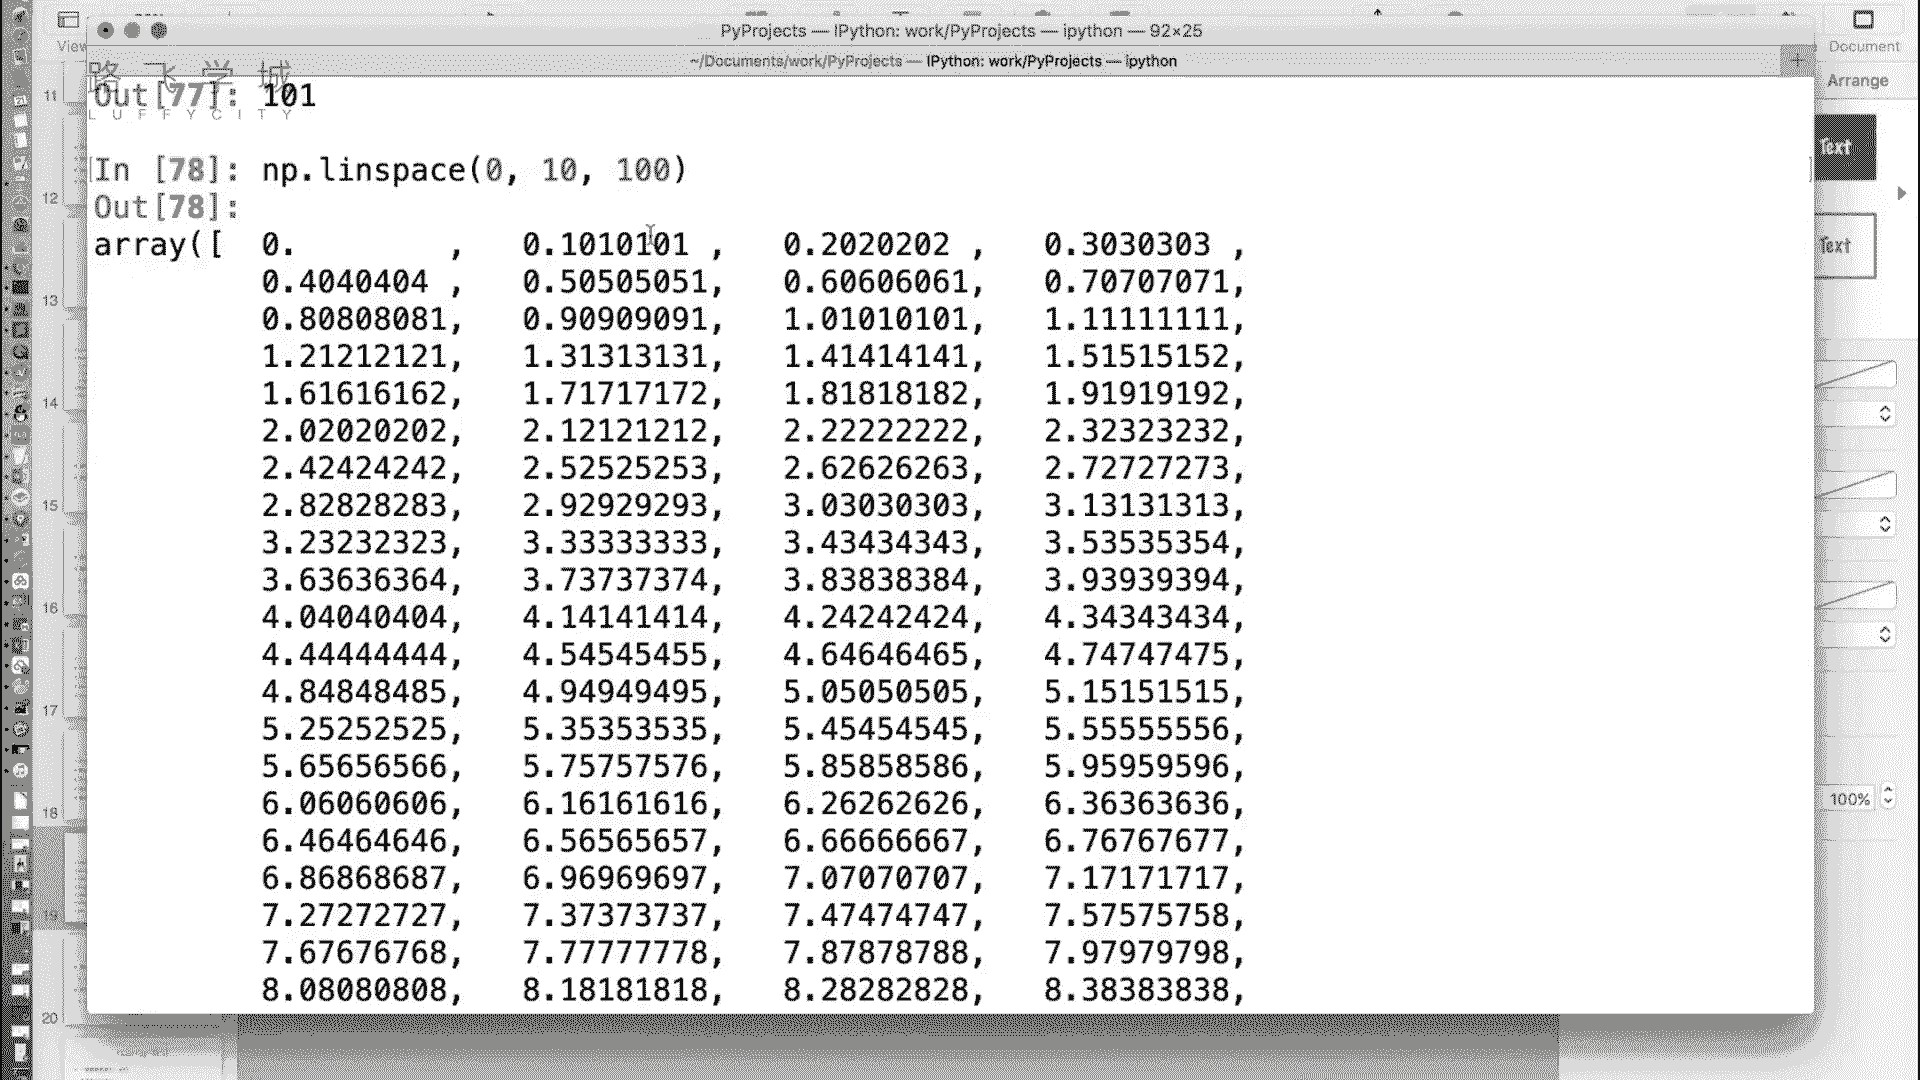 PyProjects — IPython: work/PyProjects — ipython — 92×25
View
Document
~/Documents/work/PyProjects — IPython: work/PyProjects — ipython
+
Arrange
路飞学城
LUFFYCITY
Out[77]: 101
In [78]: np.linspace(0, 10, 100)
Out[78]:
array([  0.        ,   0.1010101 ,   0.2020202 ,   0.3030303 ,
0.4040404 ,   0.50505051,   0.60606061,   0.70707071,
0.80808081,   0.90909091,   1.01010101,   1.11111111,
1.21212121,   1.31313131,   1.41414141,   1.51515152,
1.61616162,   1.71717172,   1.81818182,   1.91919192,
2.02020202,   2.12121212,   2.22222222,   2.32323232,
2.42424242,   2.52525253,   2.62626263,   2.72727273,
2.82828283,   2.92929293,   3.03030303,   3.13131313,
3.23232323,   3.33333333,   3.43434343,   3.53535354,
3.63636364,   3.73737374,   3.83838384,   3.93939394,
4.04040404,   4.14141414,   4.24242424,   4.34343434,
4.44444444,   4.54545455,   4.64646465,   4.74747475,
4.84848485,   4.94949495,   5.05050505,   5.15151515,
5.25252525,   5.35353535,   5.45454545,   5.55555556,
5.65656566,   5.75757576,   5.85858586,   5.95959596,
6.06060606,   6.16161616,   6.26262626,   6.36363636,
6.46464646,   6.56565657,   6.66666667,   6.76767677,
6.86868687,   6.96969697,   7.07070707,   7.17171717,
7.27272727,   7.37373737,   7.47474747,   7.57575758,
7.67676768,   7.77777778,   7.87878788,   7.97979798,
8.08080808,   8.18181818,   8.28282828,   8.38383838,
11
12
13
14
15
16
17
18
19
20
Text
Text
100%